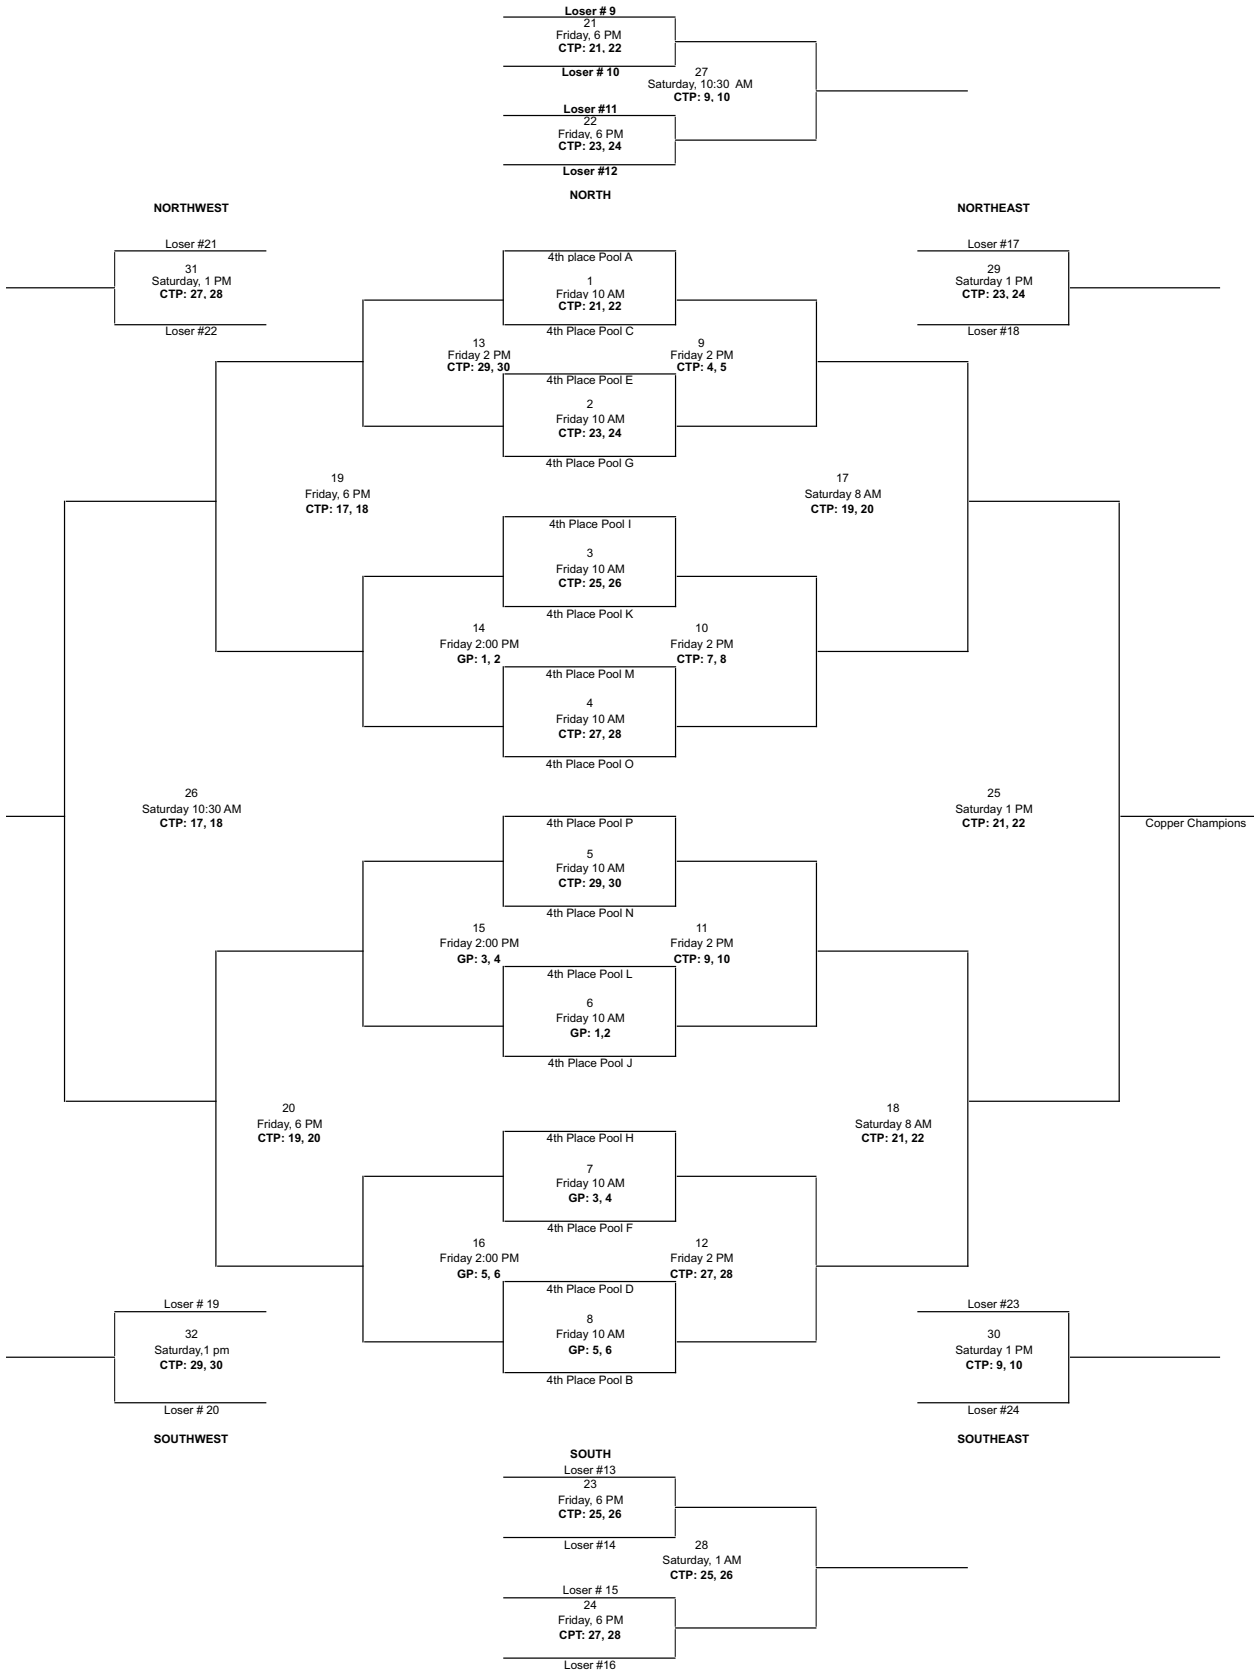 Loser # 9
21
Friday, 6 PM
CTP: 21, 22
Loser # 10
27
Saturday, 10:30 AM
CTP: 9, 10
Loser #11
22
Friday, 6 PM
CTP: 23, 24
Loser #12
NORTH
NORTHWEST
NORTHEAST
Loser #21
31
Saturday, 1 PM
CTP: 27, 28
Loser #22
4th place Pool A
1
Friday 10 AM
CTP: 21, 22
4th Place Pool C
Loser #17
29
Saturday 1 PM
CTP: 23, 24
Loser #18
13
Friday 2 PM
CTP: 29, 30
9
Friday 2 PM
CTP: 4, 5
4th Place Pool E
2
Friday 10 AM
CTP: 23, 24
4th Place Pool G
19
Friday, 6 PM
CTP: 17, 18
17
Saturday 8 AM
CTP: 19, 20
4th Place Pool I
3
Friday 10 AM
CTP: 25, 26
4th Place Pool K
14
Friday 2:00 PM
GP: 1, 2
10
Friday 2 PM
CTP: 7, 8
4th Place Pool M
4
Friday 10 AM
CTP: 27, 28
4th Place Pool O
26
Saturday 10:30 AM
CTP: 17, 18
25
Saturday 1 PM
CTP: 21, 22
Copper Champions
4th Place Pool P
5
Friday 10 AM
CTP: 29, 30
4th Place Pool N
15
Friday 2:00 PM
GP: 3, 4
11
Friday 2 PM
CTP: 9, 10
4th Place Pool L
6
Friday 10 AM
GP: 1,2
4th Place Pool J
20
Friday, 6 PM
CTP: 19, 20
18
Saturday 8 AM
CTP: 21, 22
4th Place Pool H
7
Friday 10 AM
GP: 3, 4
4th Place Pool F
16
Friday 2:00 PM
GP: 5, 6
12
Friday 2 PM
CTP: 27, 28
4th Place Pool D
8
Friday 10 AM
GP: 5, 6
4th Place Pool B
Loser # 19
32
Saturday,1 pm
CTP: 29, 30
Loser # 20
Loser #23
30
Saturday 1 PM
CTP: 9, 10
Loser #24
SOUTHWEST
SOUTHEAST
SOUTH
Loser #13
23
Friday, 6 PM
CTP: 25, 26
Loser #14
28
Saturday, 1 AM
CTP: 25, 26
Loser # 15
24
Friday, 6 PM
CPT: 27, 28
Loser #16